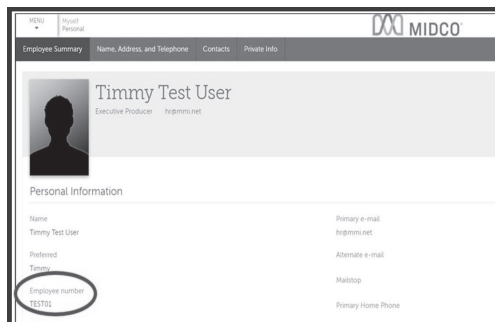 MENU
Myself
Personal
MIDCO
Employee Summary
Name, Address, and Telephone
Contacts
Private Info
Timmy Test User
Executive Producer
hr@mmi.net
Personal Information
Name
Timmy Test User
Primary e-mail
hr@mmi.net
Preferred
Timmy
Alternate e-mail
Mailstop
Employee number
TEST01
Primary Home Phone